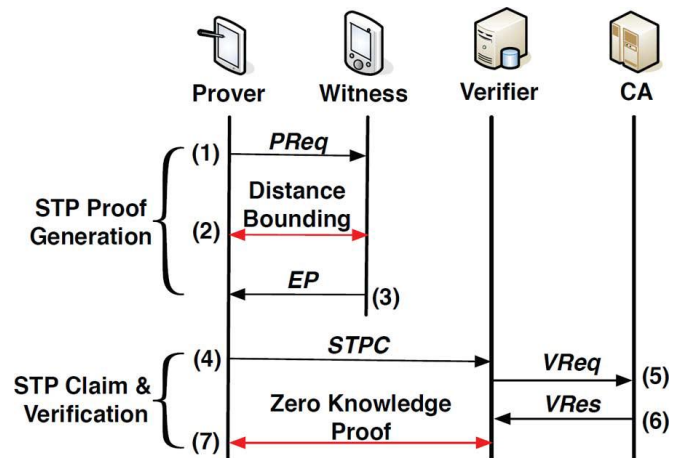 Prover
Witness
Verifier
CA
(1)
PReq
STP Proof
Generation
Distance
Bounding
(2)
EP
(3)
(4)
STPC
STP Claim &
Verification
VReq
(5)
VRes
(6)
Zero Knowledge
Proof
(7)